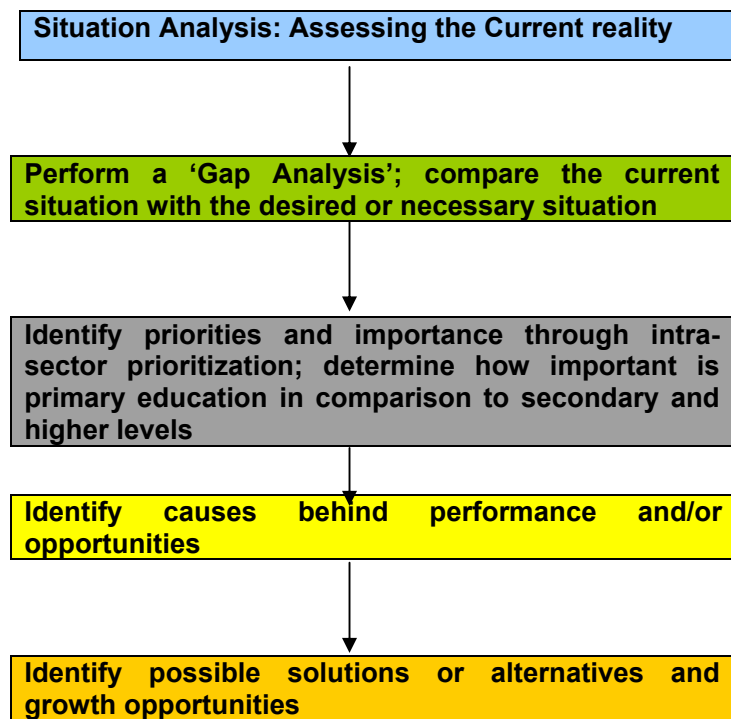 Situation Analysis: Assessing the Current reality
Perform a ‘Gap Analysis’; compare the current
situation with the desired or necessary situation
Identify priorities and importance through intra-
sector prioritization; determine how important is
primary education in comparison to secondary and
higher levels
Identify causes behind performance and/or
opportunities
Identify possible solutions or alternatives and
growth opportunities